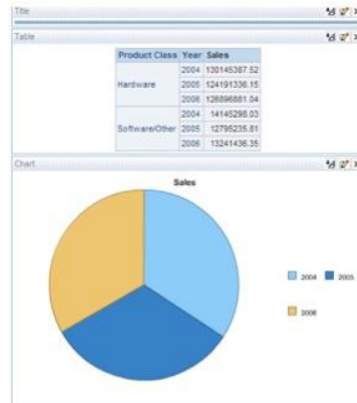 Title
Table
Product Class Year Sales
2004 130145387.52
Hardware 2005 124191336.15
2006 126896881.04
2004 14145298.03
Software/Other 2005 12795235.81
2006 13241436.35
Chart
Sales
2004 2005
2006